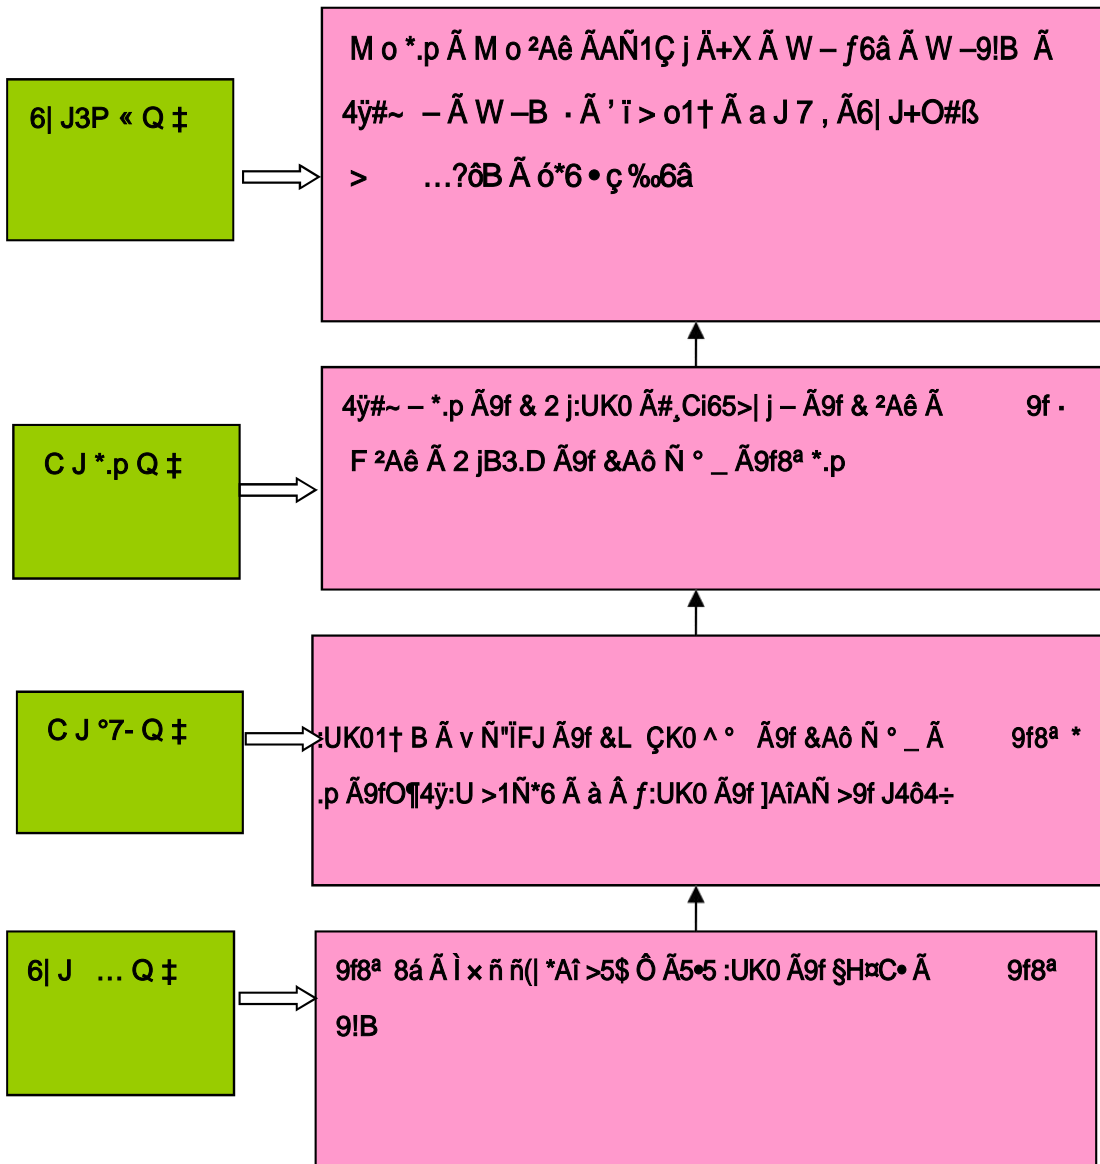 6| J3P « Q ‡
M o *.p Ã M o ²Aê ÃAÑ1Ç j Ä+X Ã W – ƒ6â Ã W –9!B Ã
4ÿ#~ – Ã W –B · Ã ’ ï > o1† Ã a J 7 , Ã6| J+O#ß
> …?ôB Ã ó*6 • ç ‰6â
C J *.p Q ‡
4ÿ#~ – *.p Ã9f & 2 j:UK0 Ã#¸Ci65>| j – Ã9f & ²Aê Ã 9f ·
F ²Aê Ã 2 jB3.D Ã9f &Aô Ñ ° _ Ã9f8ª *.p
C J °7- Q ‡
:UK01† B Ã v Ñ"ÏFJ Ã9f &L ÇK0 ^ ° Ã9f &Aô Ñ ° _ Ã 9f8ª *
.p Ã9fO¶4ÿ:U >1Ñ*6 Ã à Â ƒ:UK0 Ã9f ]AîAÑ >9f J4ô4÷
6| J … Q ‡
9f8ª 8á Ã Ì × ñ ñ(| *Aî >5$ Ô Ã5•5 :UK0 Ã9f §H¤C• Ã 9f8ª
9!B